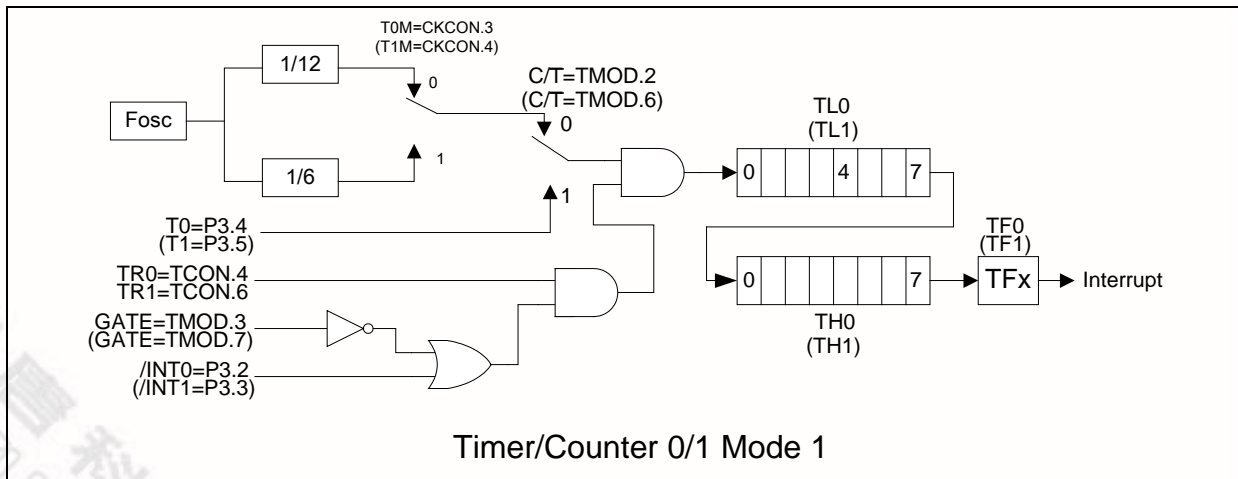 T0M=CKCON.3
(T1M=CKCON.4)
1/12
0
C/T=TMOD.2
(C/T=TMOD.6)
Fosc
0
TL0
(TL1)
1
1/6
0 4 7
1
T0=P3.4
(T1=P3.5)
TF0
(TF1)
TR0=TCON.4
TR1=TCON.6
0 7
TFx
Interrupt
GATE=TMOD.3
(GATE=TMOD.7)
TH0
(TH1)
/INT0=P3.2
(/INT1=P3.3)
Timer/Counter 0/1 Mode 1